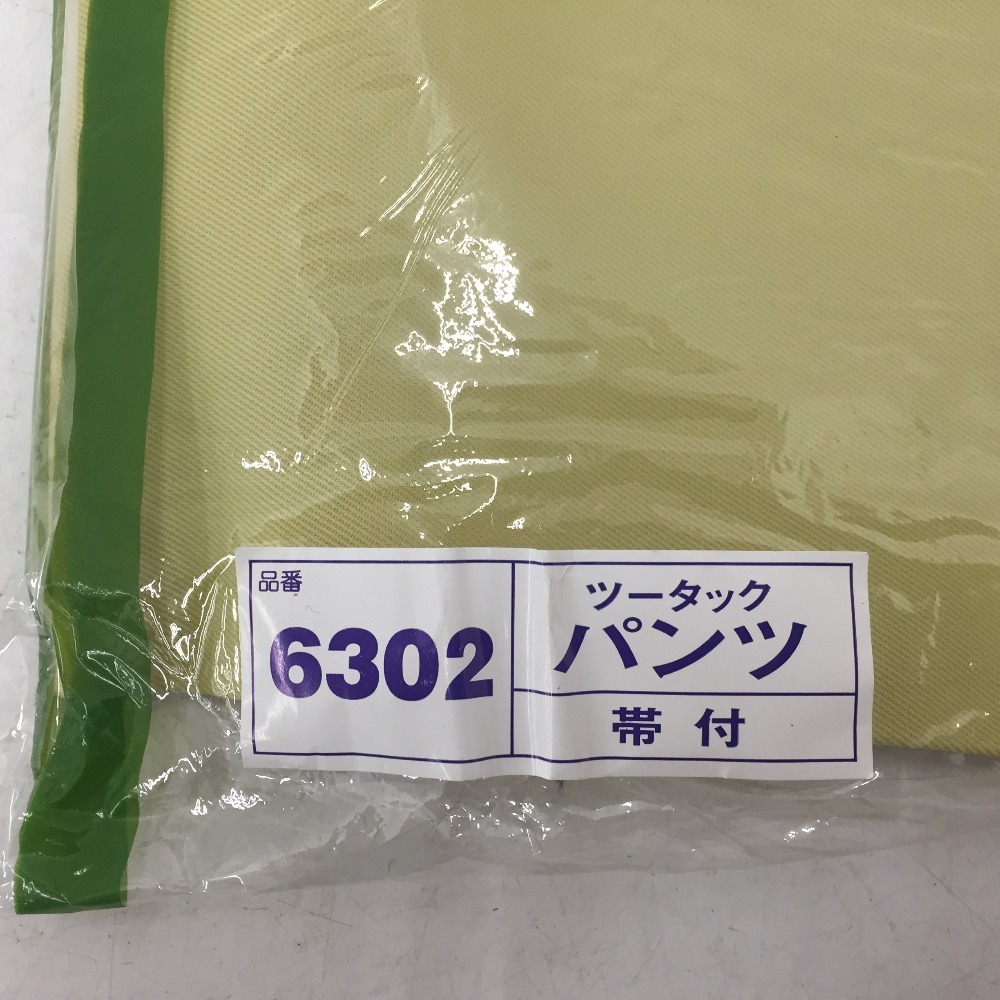 品番
6302
ツータック
パンツ
帯付